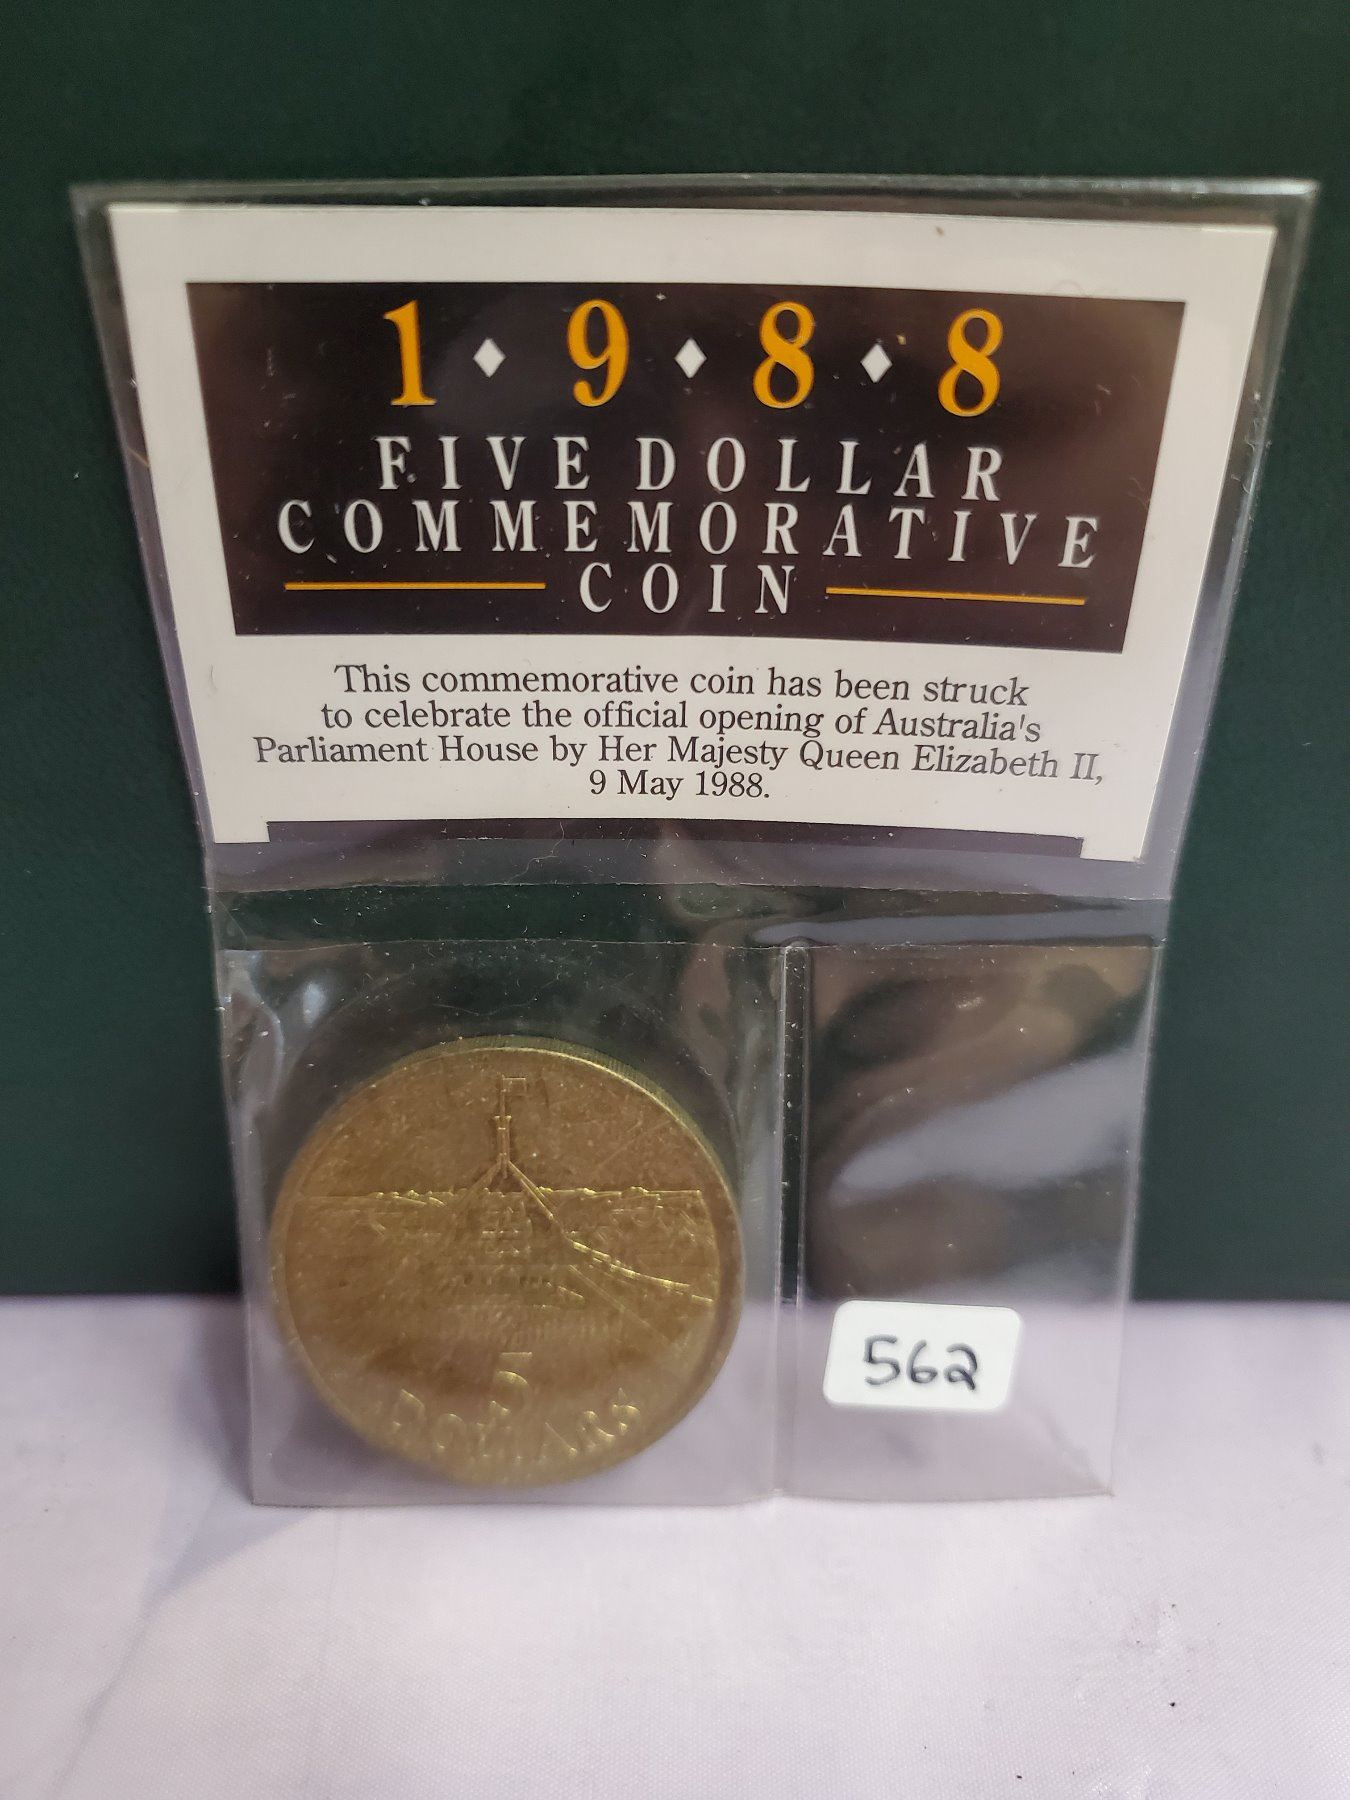 1 ♦ 9 ♦ 8 ♦ 8
FIVE DOLLAR
COMMEMORATIVE
COIN
This commemorative coin has been struck
to celebrate the official opening of Australia's
Parliament House by Her Majesty Queen Elizabeth II,
9 May 1988.
5
DOLLARS
562